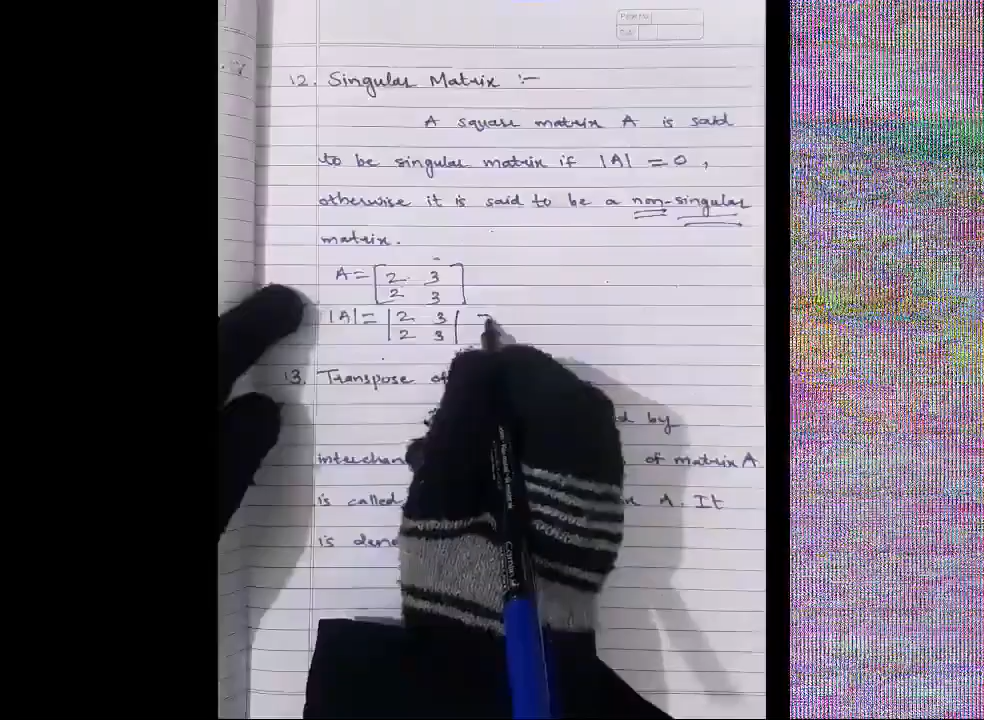 Page No.
12. Singular Matrix :-
A square matrix A is said
to be singular matrix if |A| = 0 ,
otherwise it is said to be a non-singular
matrix.
A = [ 2 3
2 3 ]
|A| = | 2 3
2 3 |
13. Transpose of
by
of matrix A
is called A. It
is